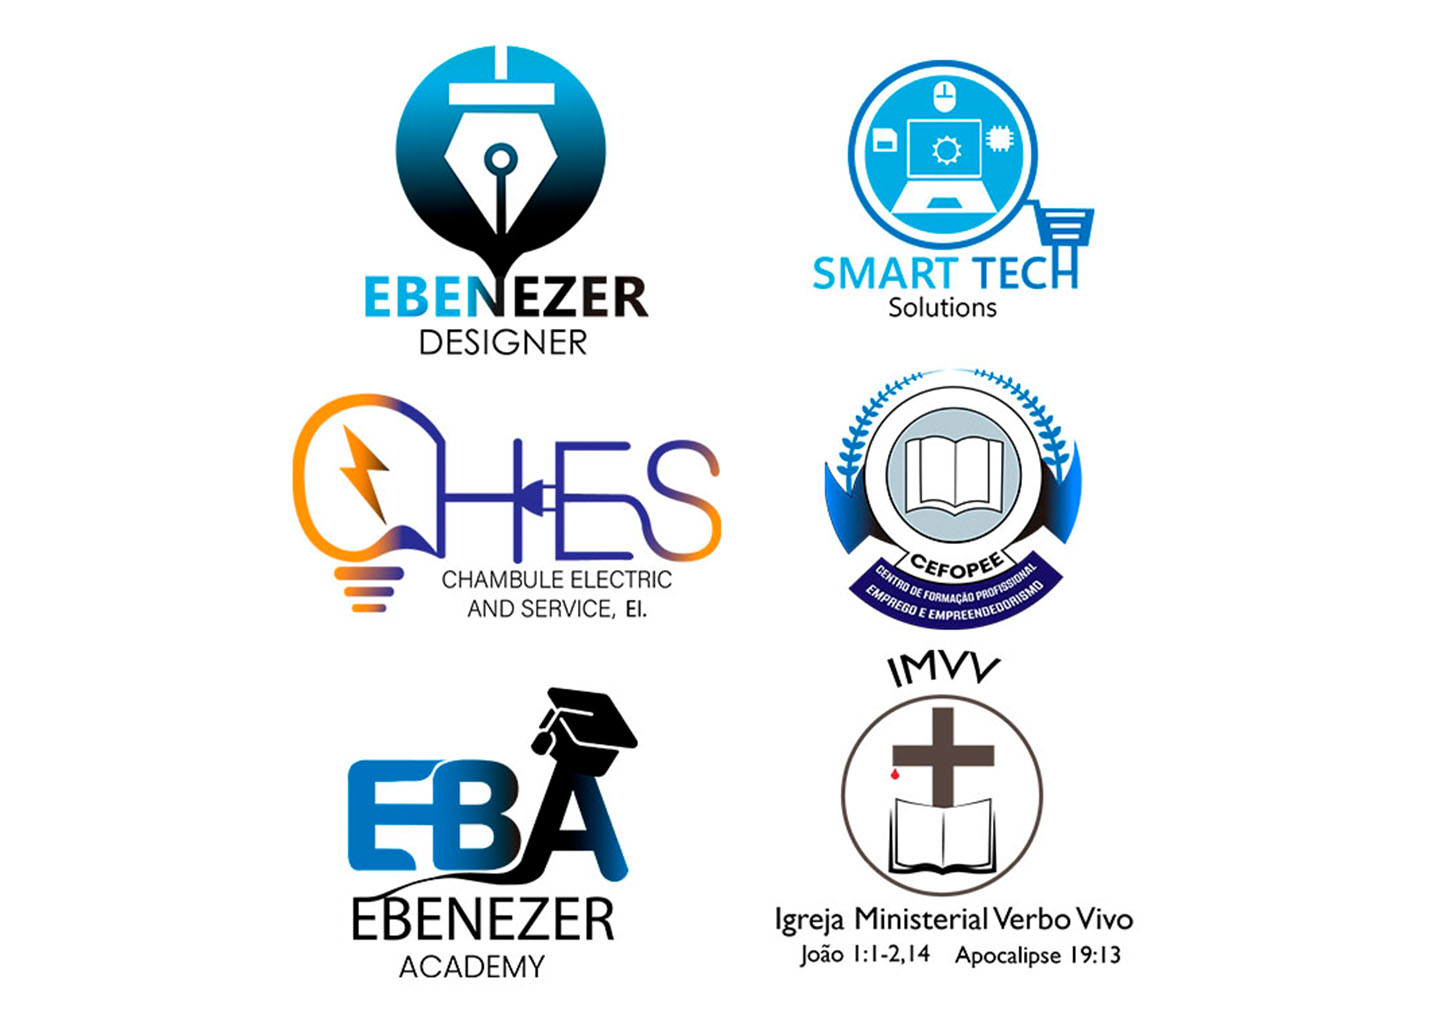 EBENEZER
DESIGNER
SMART TECH
Solutions
CHES
CHAMBULE ELECTRIC
AND SERVICE, EI.
CEFOPEE
CENTRO DE FORMAÇÃO PROFISSIONAL
EMPREGO E EMPREENDEDORISMO
EBA
EBENEZER
ACADEMY
IMVV
Igreja Ministerial Verbo Vivo
João 1:1-2,14 Apocalipse 19:13